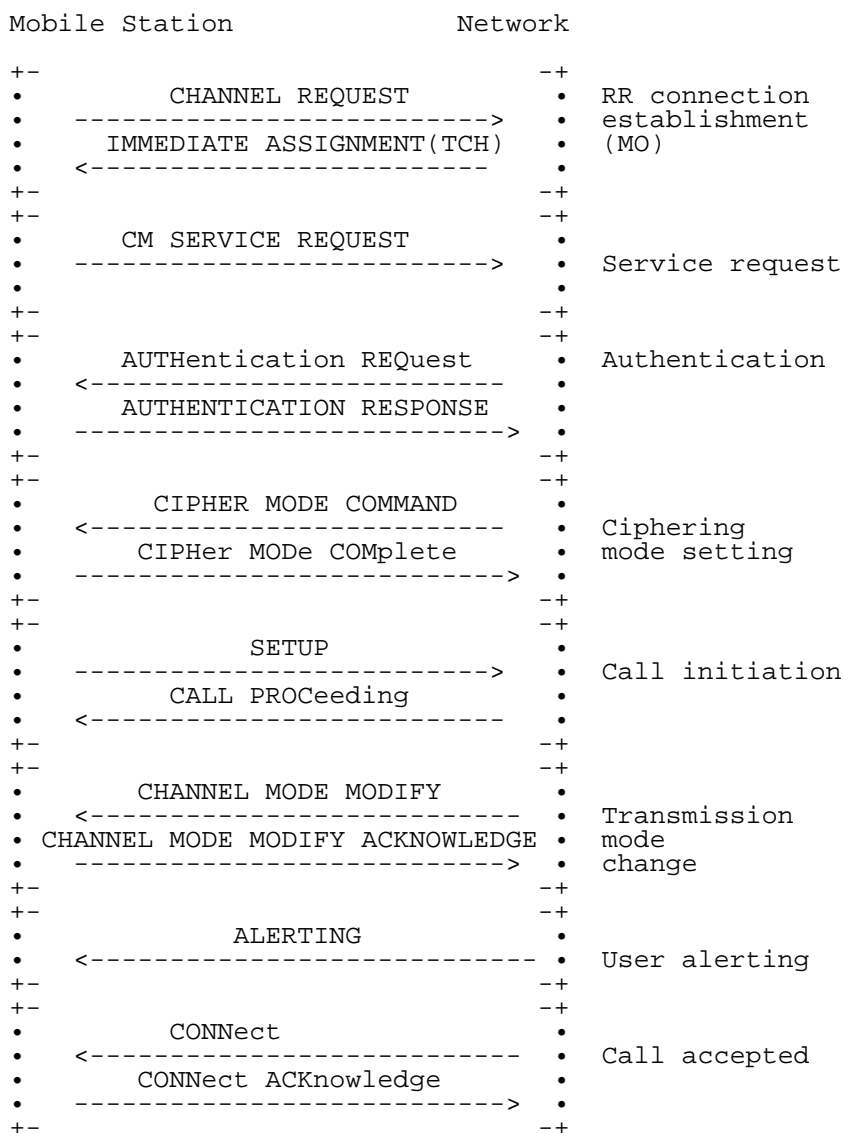 Mobile Station Network
+- -+
• CHANNEL REQUEST • RR connection
• --------------------------> • establishment
• IMMEDIATE ASSIGNMENT(TCH) • (MO)
• <------------------------- •
+- -+
+- -+
• CM SERVICE REQUEST •
• --------------------------> • Service request
• •
+- -+
+- -+
• AUTHentication REQuest • Authentication
• <-------------------------- •
• AUTHENTICATION RESPONSE •
• ---------------------------> •
+- -+
+- -+
• CIPHER MODE COMMAND •
• <-------------------------- • Ciphering
• CIPHer MODe COMplete • mode setting
• ---------------------------> •
+- -+
+- -+
• SETUP •
• --------------------------> • Call initiation
• CALL PROCeeding •
• <-------------------------- •
+- -+
+- -+
• CHANNEL MODE MODIFY •
• <--------------------------- • Transmission
• CHANNEL MODE MODIFY ACKNOWLEDGE • mode
• ---------------------------> • change
+- -+
+- -+
• ALERTING •
• <---------------------------- • User alerting
+- -+
+- -+
• CONNect •
• <--------------------------- • Call accepted
• CONNect ACKnowledge •
• ---------------------------> •
+- -+